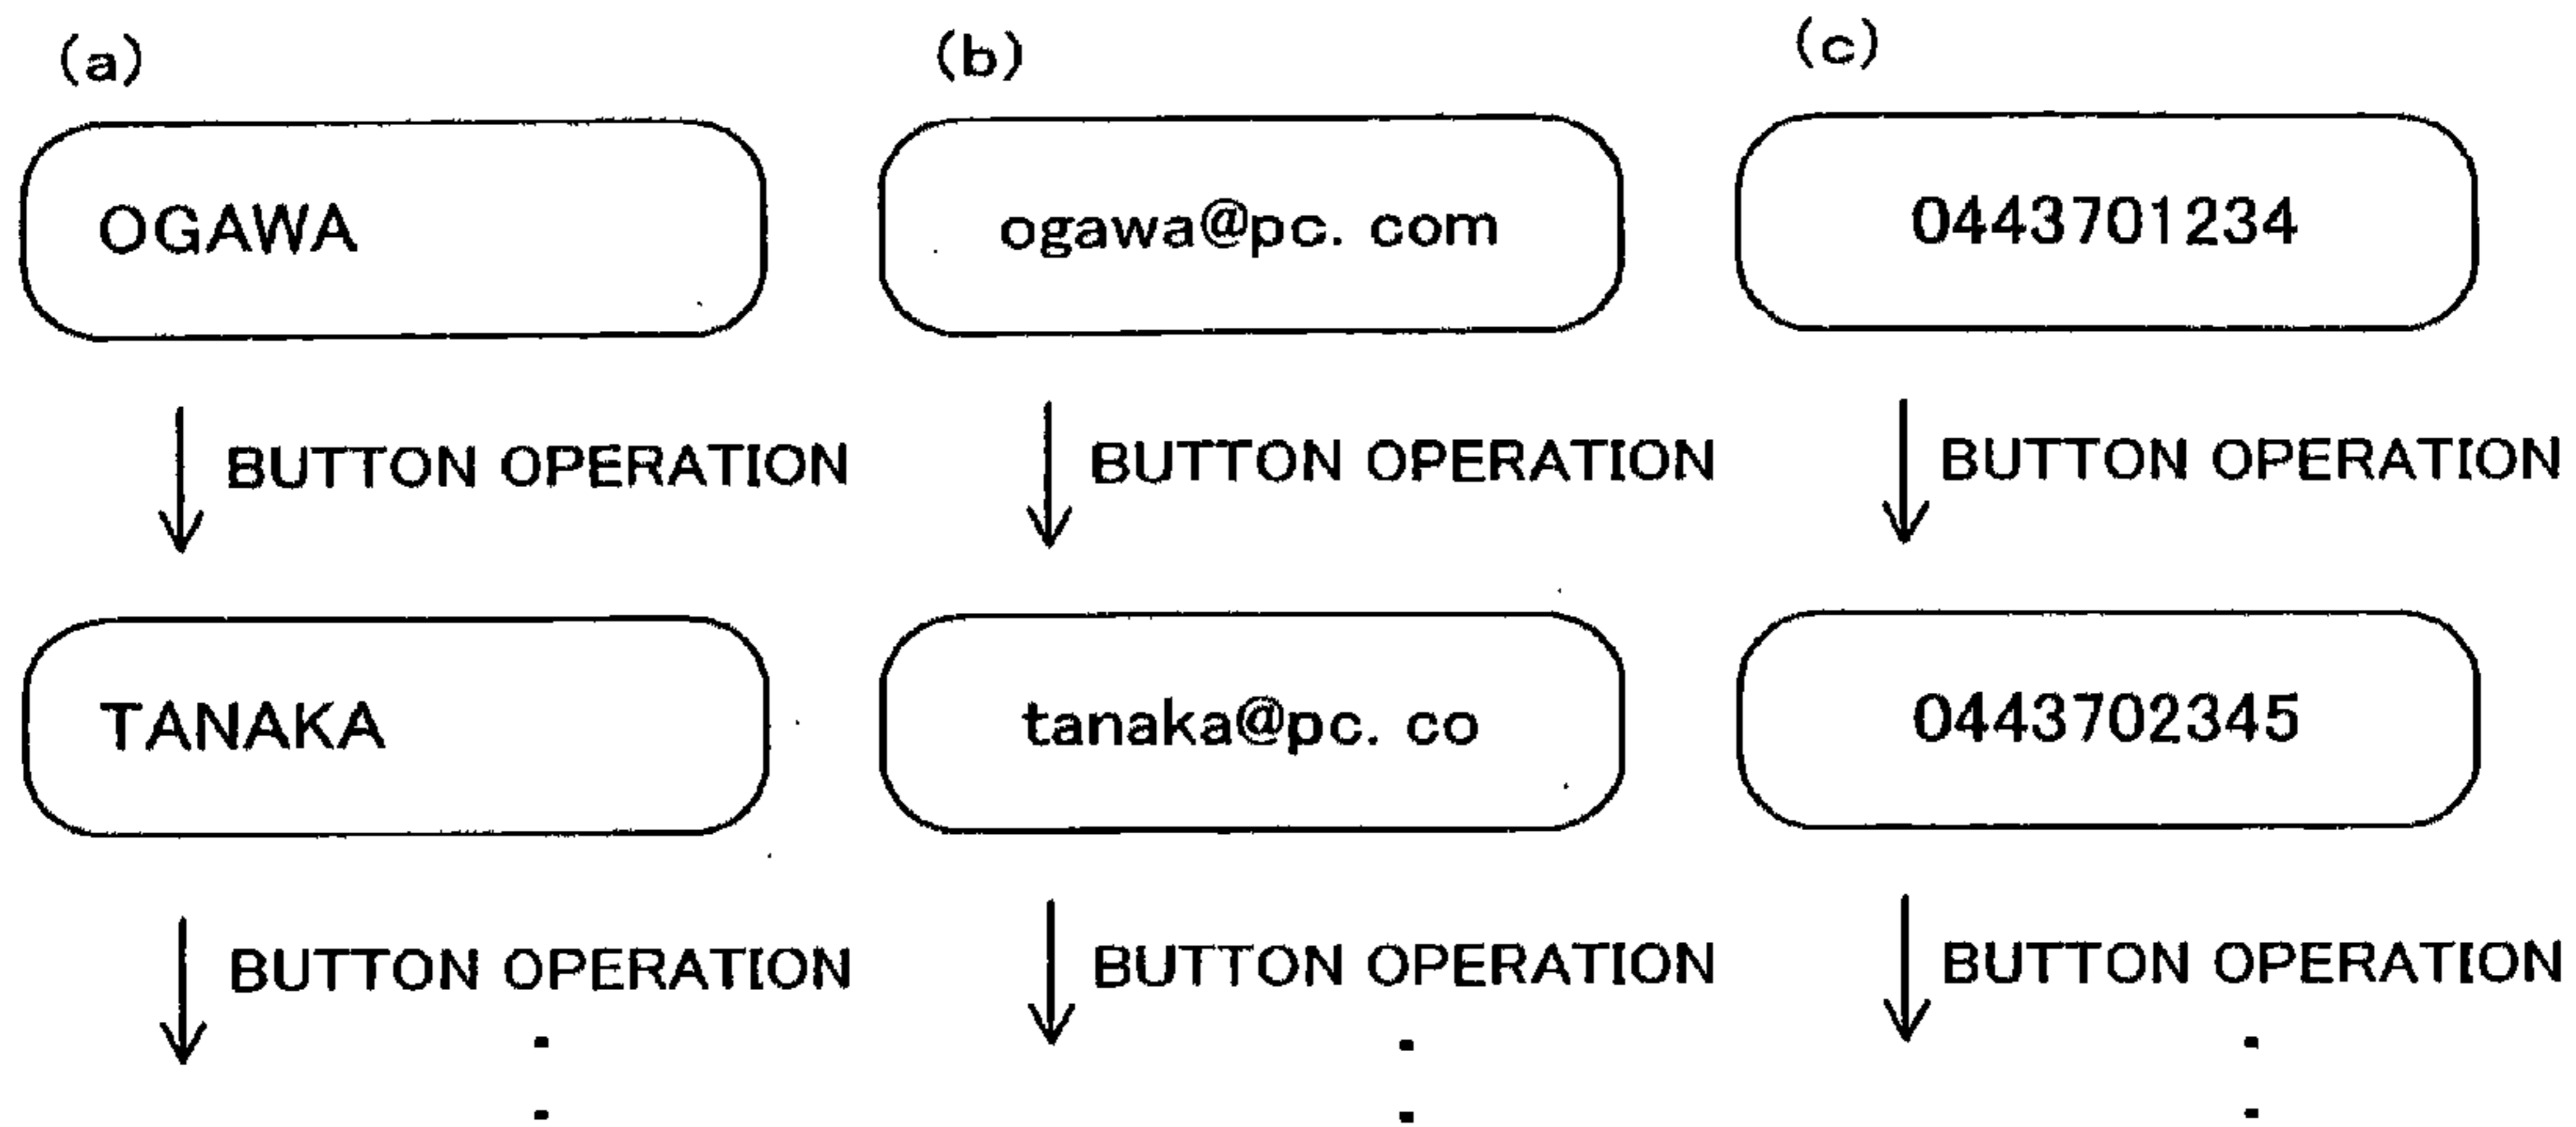 (a)
OGAWA
BUTTON OPERATION
TANAKA
BUTTON OPERATION
(b)
ogawa@pc. com
BUTTON OPERATION
tanaka@pc. co
BUTTON OPERATION
(c)
0443701234
BUTTON OPERATION
0443702345
BUTTON OPERATION